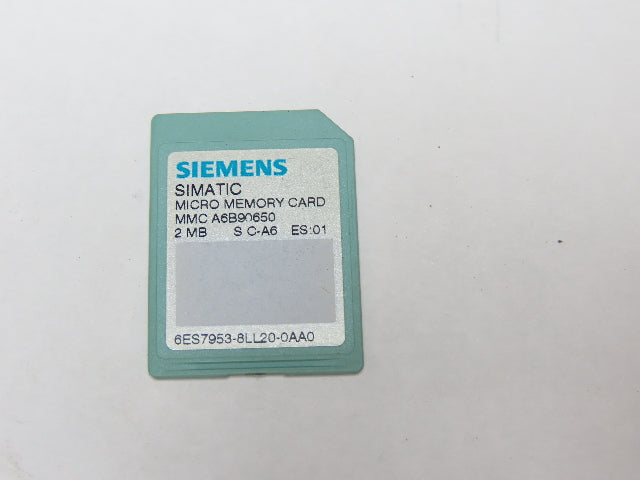 SIEMENS
SIMATIC
MICRO MEMORY CARD
MMC A6B90650
2 MB S C-A6 ES:01
6ES7953-8LL20-0AA0